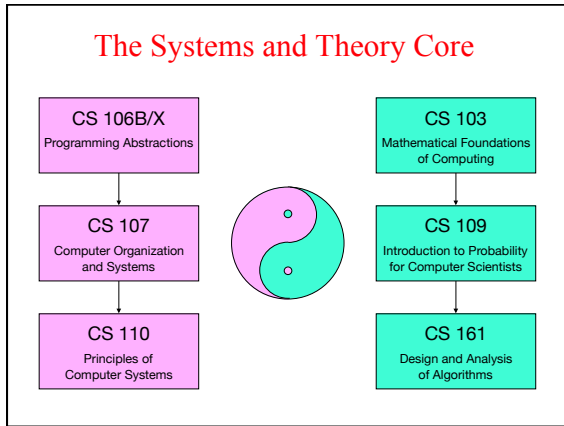 The Systems and Theory Core
CS 106B/X
Programming Abstractions
CS 107
Computer Organization
and Systems
CS 110
Principles of
Computer Systems
CS 103
Mathematical Foundations
of Computing
CS 109
Introduction to Probability
for Computer Scientists
CS 161
Design and Analysis
of Algorithms